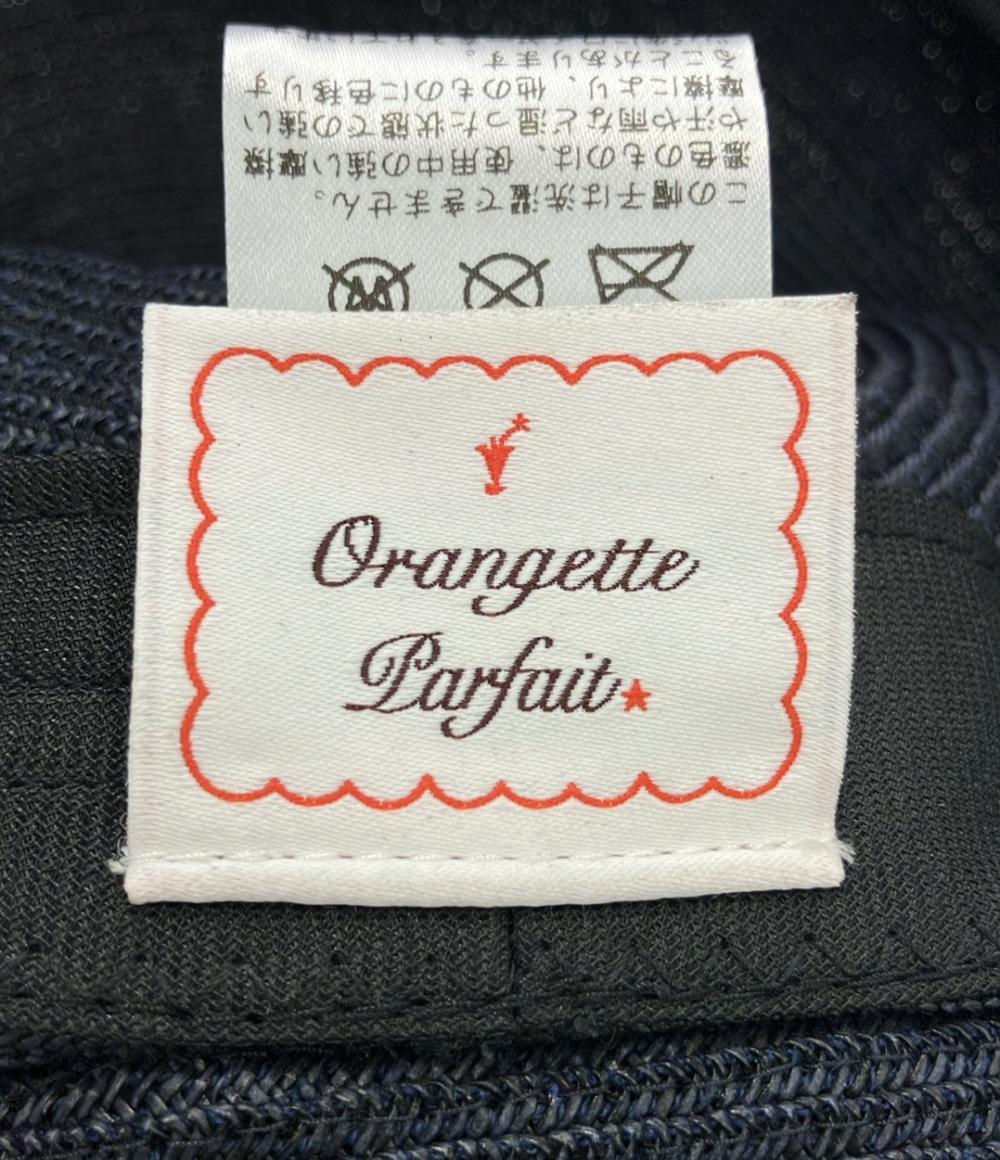 この帽子は洗濯できません。
濃色のものは、使用中の強い摩擦
や汗や雨など湿った状態での強い
摩擦により、他のものに色移りす
ることがあります。
Orangette
Parfait